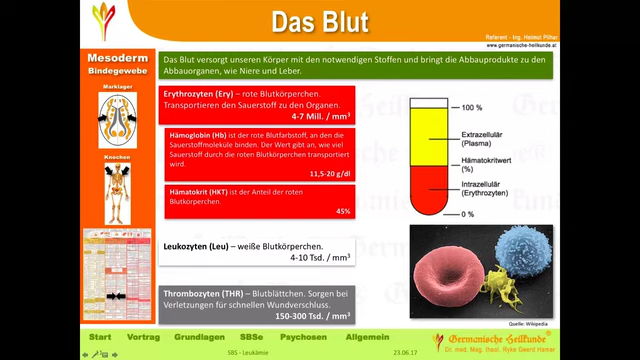 Das Blut
Referent - Ing. Helmut Pilhar
www.germanische-heilkunde.at
Mesoderm
Bindegewebe
Marklager
Knochen
Das Blut versorgt unseren Körper mit den notwendigen Stoffen und bringt die Abbauprodukte zu den
Abbauorganen, wie Niere und Leber.
Erythrozyten (Ery) – rote Blutkörperchen.
Transportieren den Sauerstoff zu den Organen.
4-7 Mill. / mm³
Hämoglobin (Hb) ist der rote Blutfarbstoff, an den die
Sauerstoffmoleküle binden. Der Wert gibt an, wie viel
Sauerstoff durch die roten Blutkörperchen transportiert
wird.
11,5-20 g/dl
Hämatokrit (HKT) ist der Anteil der roten
Blutkörperchen.
45%
Leukozyten (Leu) – weiße Blutkörperchen.
4-10 Tsd. / mm³
Thrombozyten (THR) – Blutblättchen. Sorgen bei
Verletzungen für schnellen Wundverschluss.
150-300 Tsd. / mm³
100 %
Extrazellulär
(Plasma)
Hämatokritwert
(%)
Intrazellulär
(Erythrozyten)
0 %
Quelle: Wikipedia
Start Vortrag Grundlagen SBSe Psychosen Allgemein
Germanische Heilkunde
Dr. med. Mag. theol. Ryke Geerd Hamer
SBS - Leukämie
23.06.17